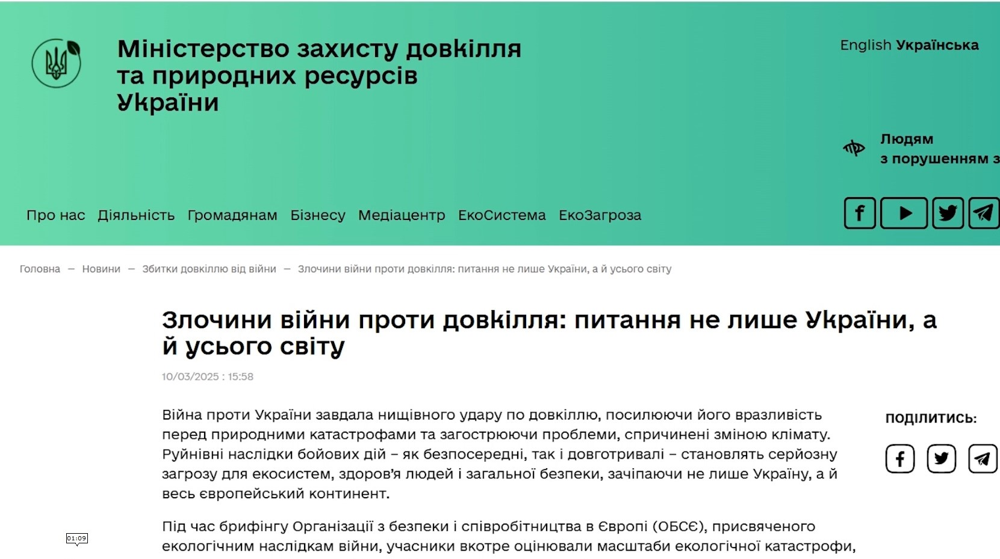 Міністерство захисту довкілля
та природних ресурсів
України
English Українська
Людям
з порушенням з
Про нас Діяльність Громадянам Бізнесу Медіацентр ЕкоСистема ЕкоЗагроза
Головна — Новини — Збитки довкіллю від війни — Злочини війни проти довкілля: питання не лише України, а й усього світу
Злочини війни проти довкілля: питання не лише України, а
й усього світу
10/03/2025 : 15:58
Війна проти України завдала нищівного удару по довкіллю, посилюючи його вразливість
перед природними катастрофами та загострюючи проблеми, спричинені зміною клімату.
Руйнівні наслідки бойових дій – як безпосередні, так і довготривалі – становлять серйозну
загрозу для екосистем, здоров’я людей і загальної безпеки, зачіпаючи не лише Україну, а й
весь європейський континент.
ПОДІЛИТИСЬ:
Під час брифінгу Організації з безпеки і співробітництва в Європі (ОБСЄ), присвяченого
екологічним наслідкам війни, учасники вкотре оцінювали масштаби екологічної катастрофи,
01:09